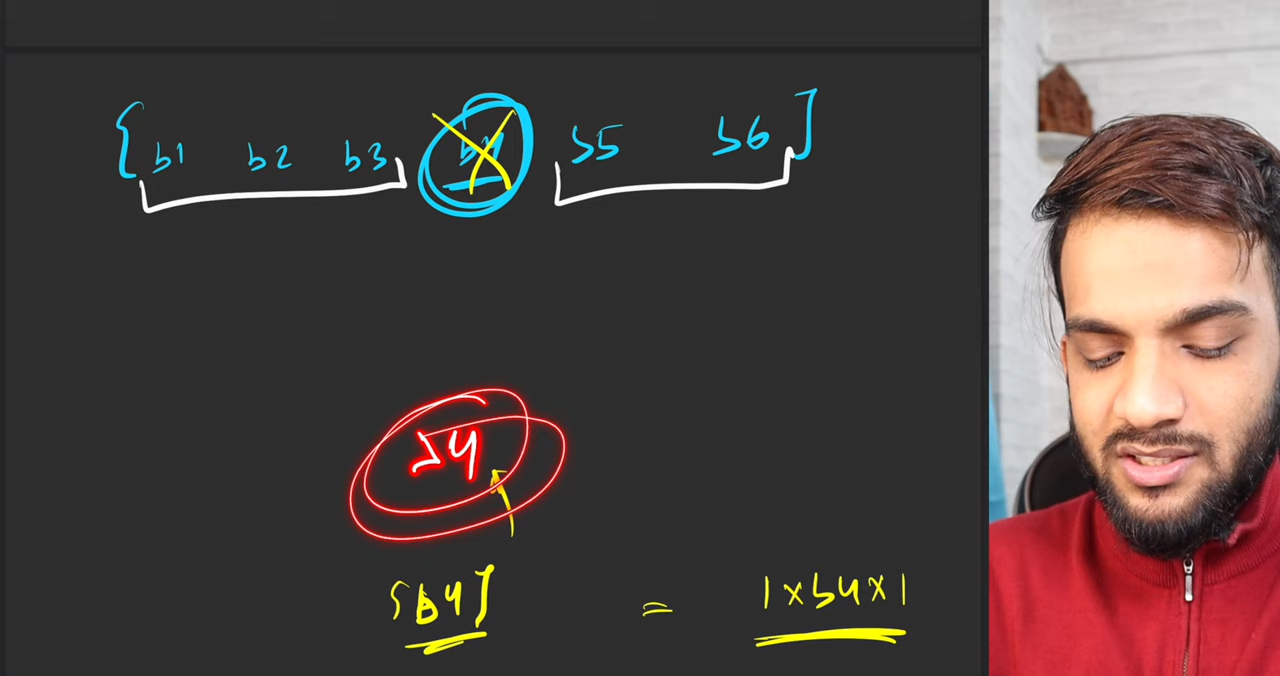 { b1 b2 b3 b4 b5 b6 ]
b4
[b4] = 1 x b4 x 1